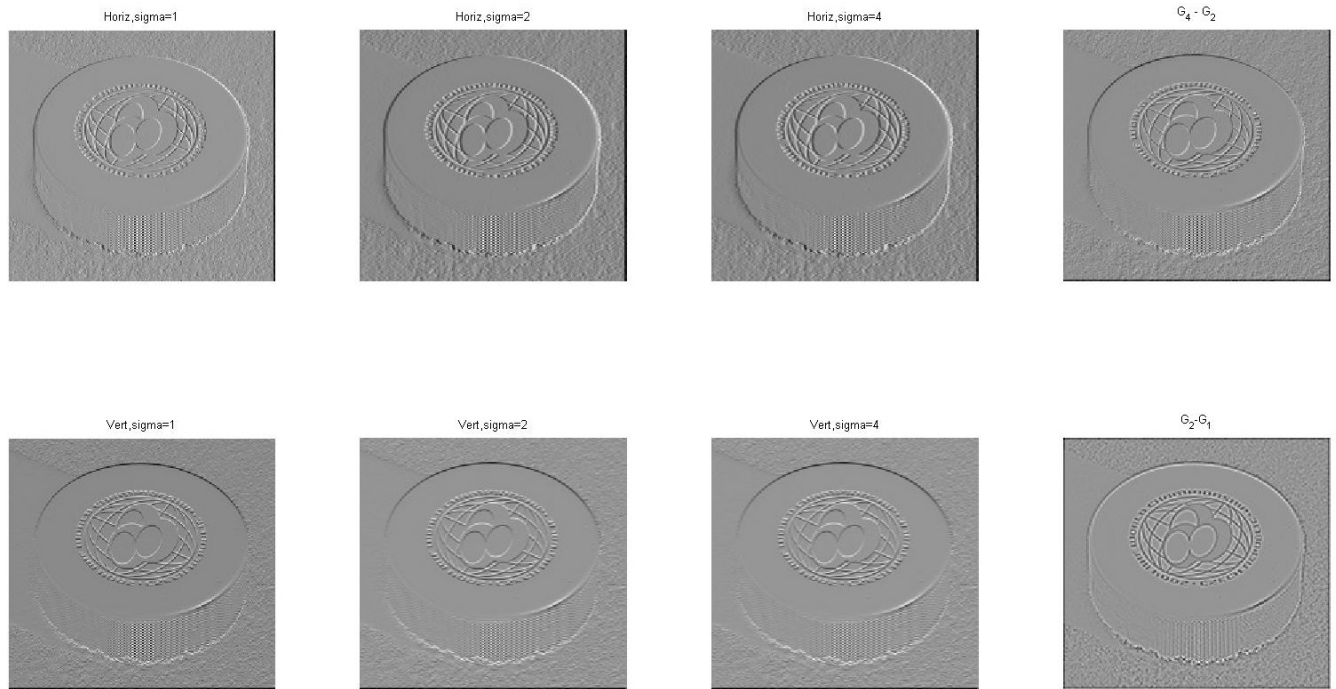 Horiz,sigma=1
Horiz,sigma=2
Horiz,sigma=4
G₄ - G₂
Vert,sigma=1
Vert,sigma=2
Vert,sigma=4
G₂-G₁